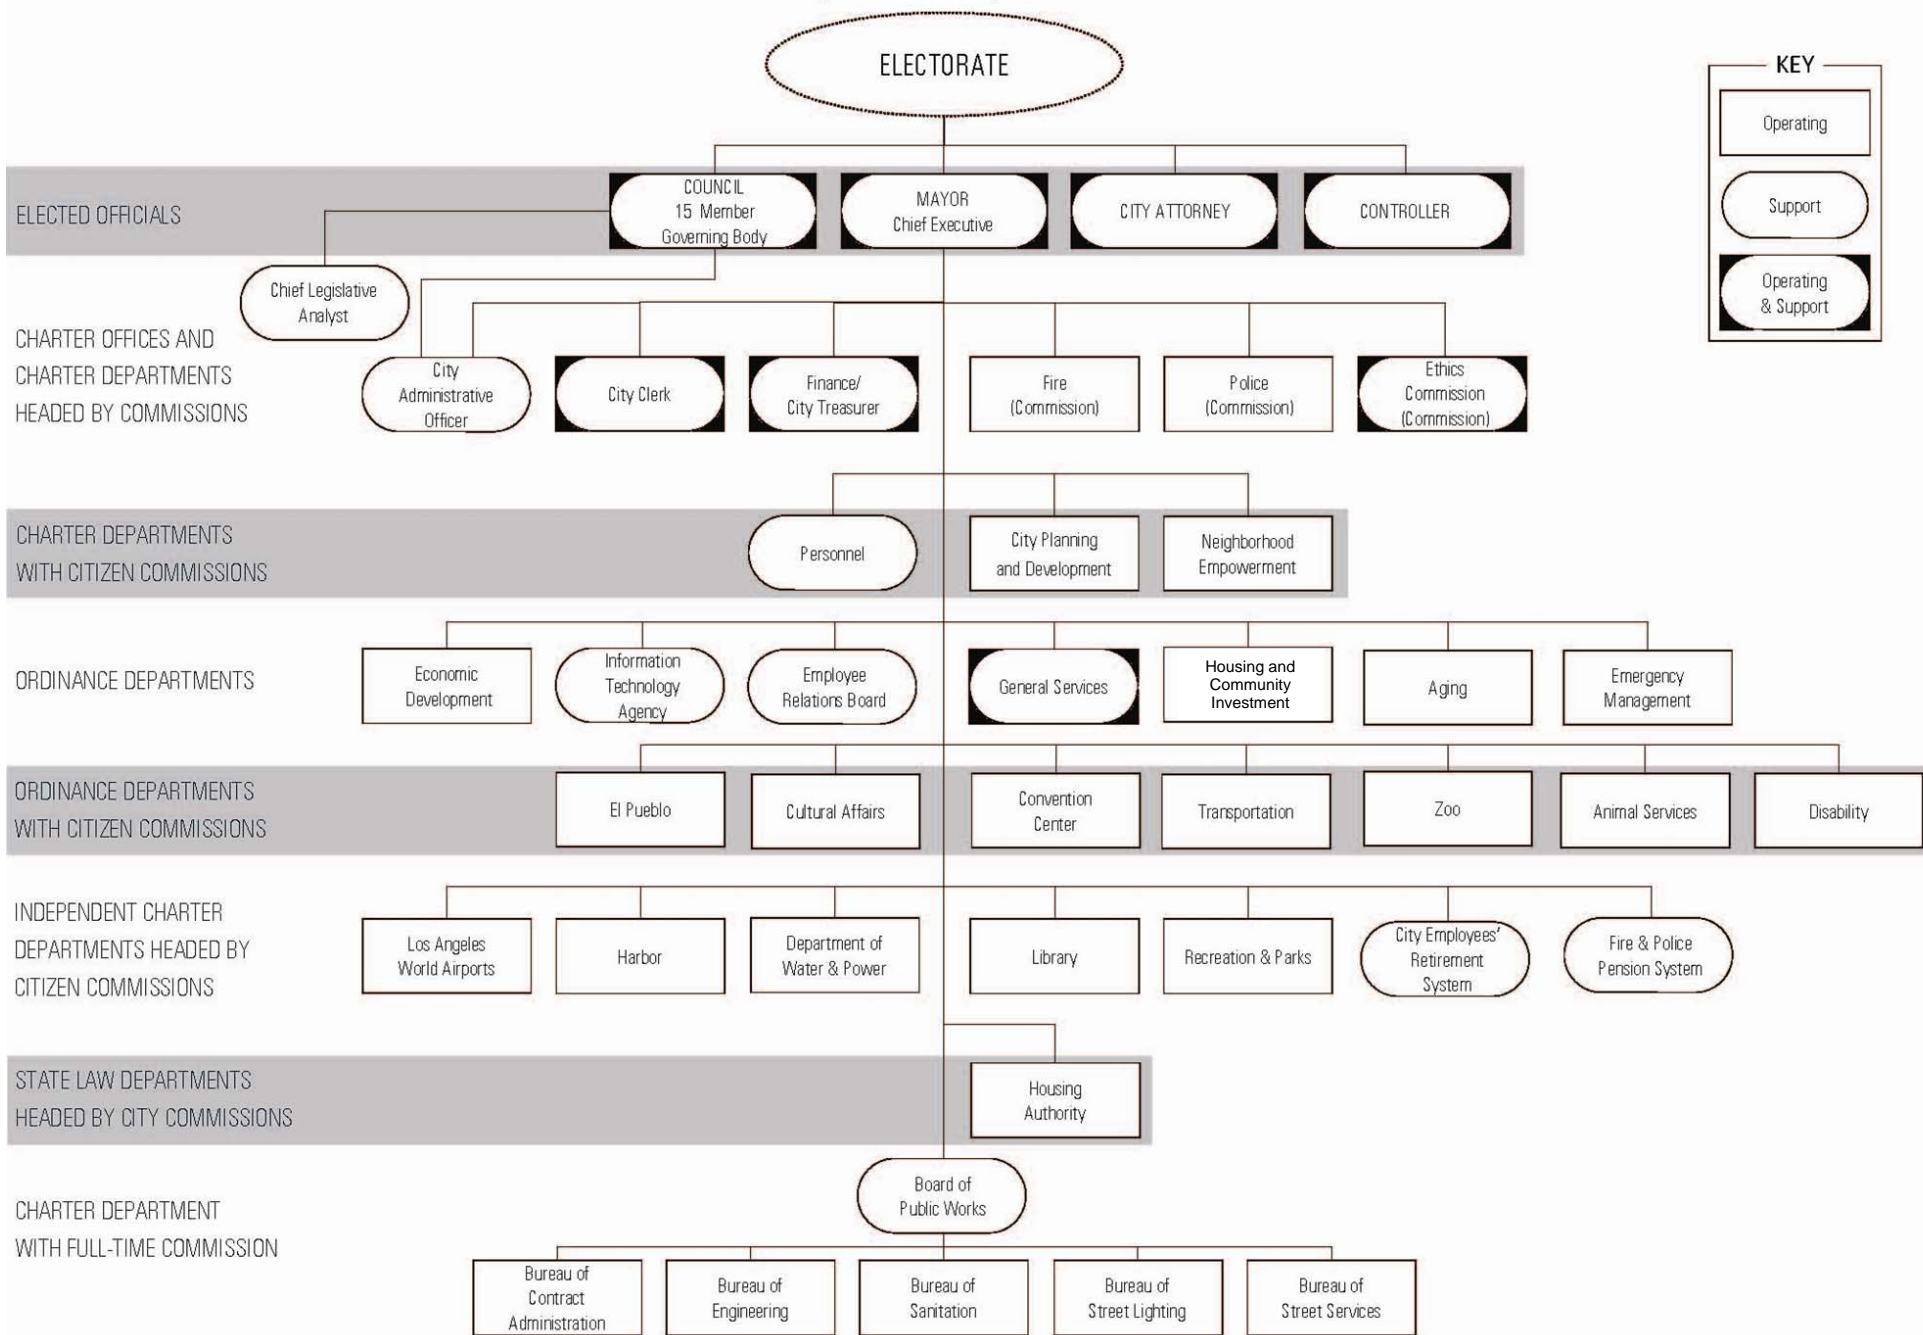 ELECTORATE
KEY
Operating
Support
Operating
& Support
ELECTED OFFICIALS
COUNCIL
15 Member
Governing Body
MAYOR
Chief Executive
CITY ATTORNEY
CONTROLLER
Chief Legislative
Analyst
CHARTER OFFICES AND
CHARTER DEPARTMENTS
HEADED BY COMMISSIONS
City
Administrative
Officer
City Clerk
Finance/
City Treasurer
Fire
(Commission)
Police
(Commission)
Ethics
Commission
(Commission)
CHARTER DEPARTMENTS
WITH CITIZEN COMMISSIONS
Personnel
City Planning
and Development
Neighborhood
Empowerment
ORDINANCE DEPARTMENTS
Economic
Development
Information
Technology
Agency
Employee
Relations Board
General Services
Housing and
Community
Investment
Aging
Emergency
Management
ORDINANCE DEPARTMENTS
WITH CITIZEN COMMISSIONS
El Pueblo
Cultural Affairs
Convention
Center
Transportation
Zoo
Animal Services
Disability
INDEPENDENT CHARTER
DEPARTMENTS HEADED BY
CITIZEN COMMISSIONS
Los Angeles
World Airports
Harbor
Department of
Water & Power
Library
Recreation & Parks
City Employees'
Retirement
System
Fire & Police
Pension System
STATE LAW DEPARTMENTS
HEADED BY CITY COMMISSIONS
Housing
Authority
CHARTER DEPARTMENT
WITH FULL-TIME COMMISSION
Board of
Public Works
Bureau of
Contract
Administration
Bureau of
Engineering
Bureau of
Sanitation
Bureau of
Street Lighting
Bureau of
Street Services